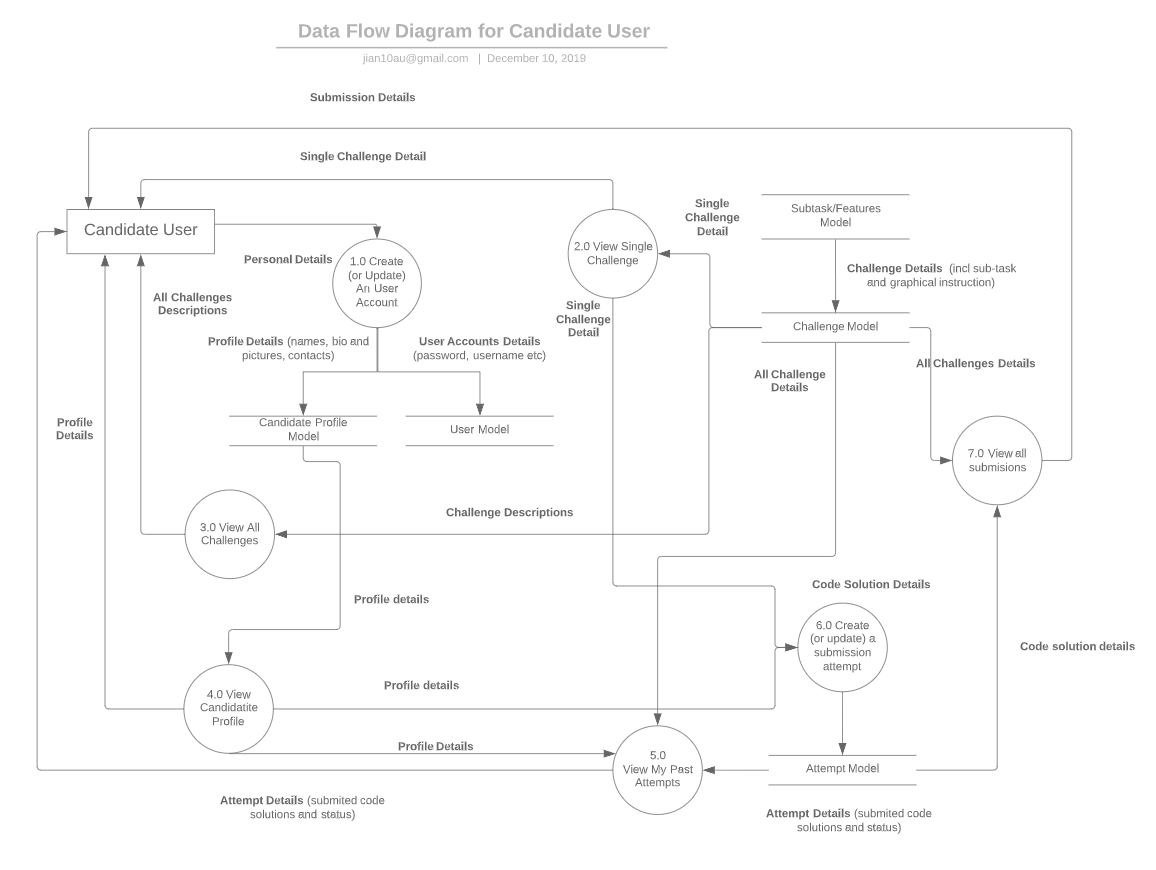 Data Flow Diagram for Candidate User
jian10au@gmail.com | December 10, 2019
Submission Details
Single Challenge Detail
Candidate User
Personal Details
1.0 Create
(or Update)
An User
Account
2.0 View Single
Challenge
Single
Challenge
Detail
Subtask/Features
Model
Challenge Details (incl sub-task
and graphical instruction)
All Challenges
Descriptions
Single
Challenge
Detail
Challenge Model
Profile Details (names, bio and
pictures, contacts)
User Accounts Details
(password, username etc)
All Challenge
Details
All Challenges Details
Profile
Details
Candidate Profile
Model
User Model
7.0 View all
submisions
3.0 View All
Challenges
Challenge Descriptions
Profile details
Code Solution Details
6.0 Create
(or update) a
submission
attempt
Code solution details
4.0 View
Candidatite
Profile
Profile details
Profile Details
5.0
View My Past
Attempts
Attempt Model
Attempt Details (submited code
solutions and status)
Attempt Details (submited code
solutions and status)